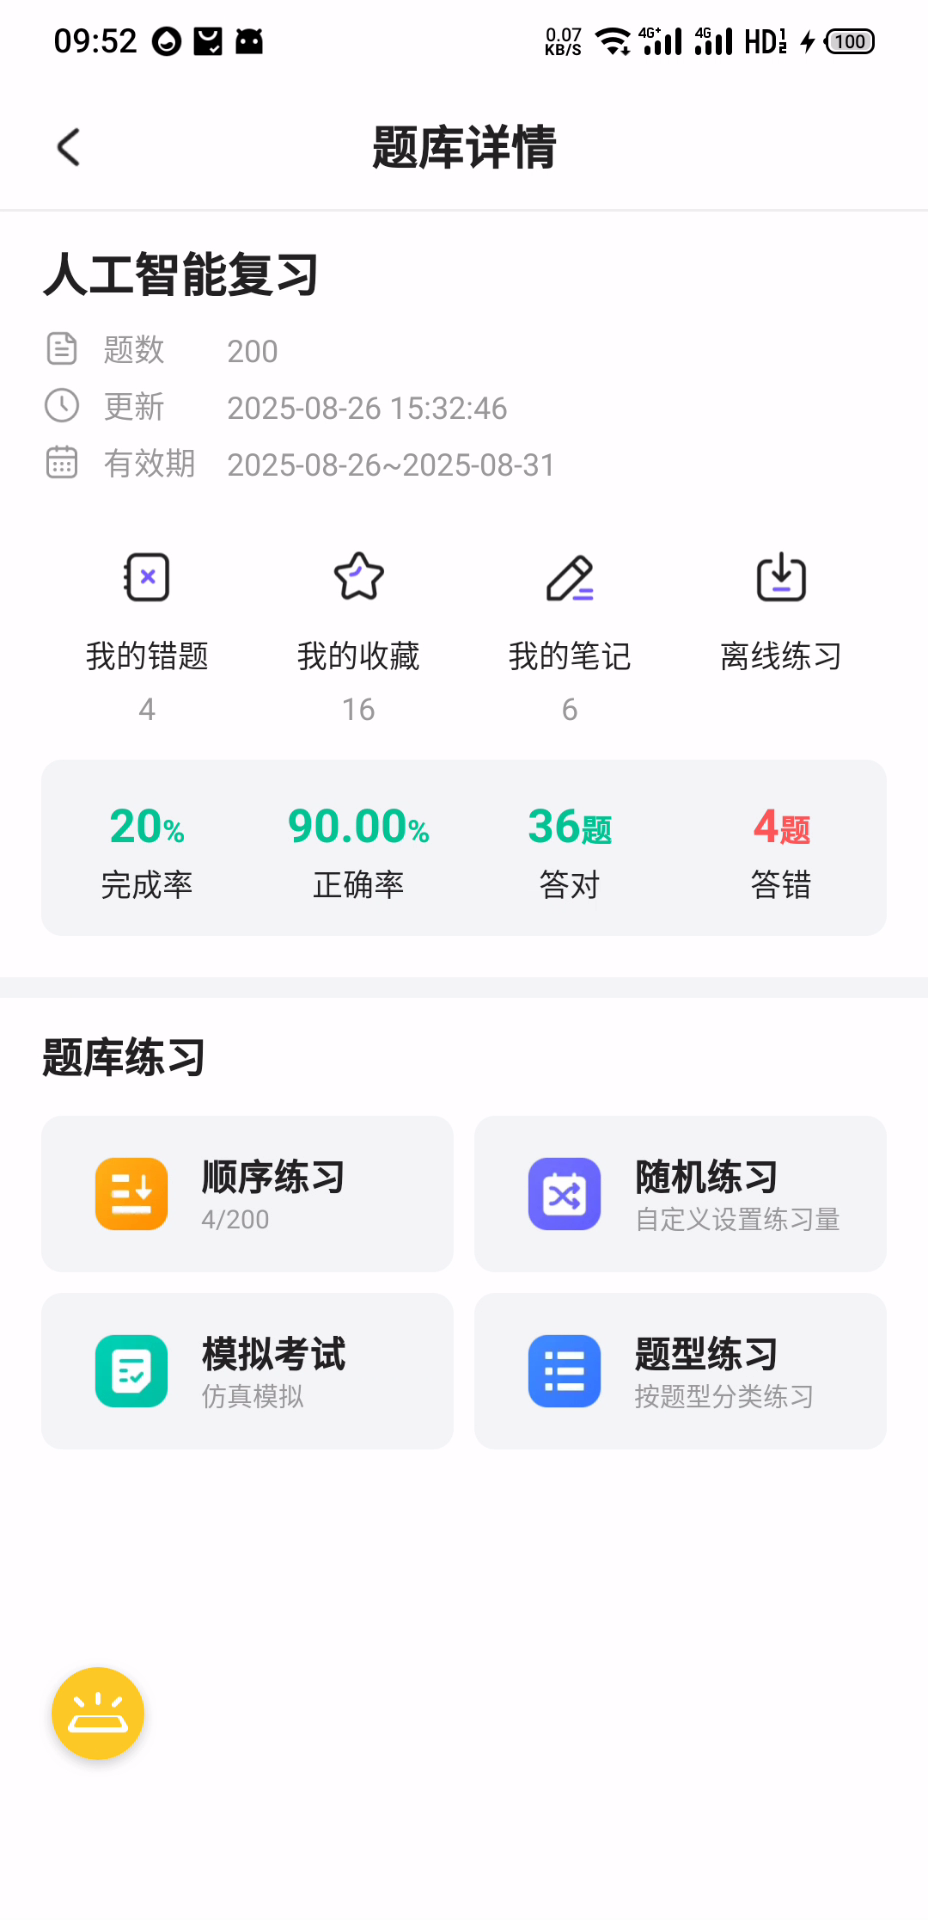 09:52 0.07 KB/S 4G+ 4G HD 1 2 100
题库详情
人工智能复习
题数 200
更新 2025-08-26 15:32:46
有效期 2025-08-26~2025-08-31
我的错题 我的收藏 我的笔记 离线练习
4 16 6
20% 90.00% 36题 4题
完成率 正确率 答对 答错
题库练习
顺序练习 随机练习
4/200 自定义设置练习量
模拟考试 题型练习
仿真模拟 按题型分类练习